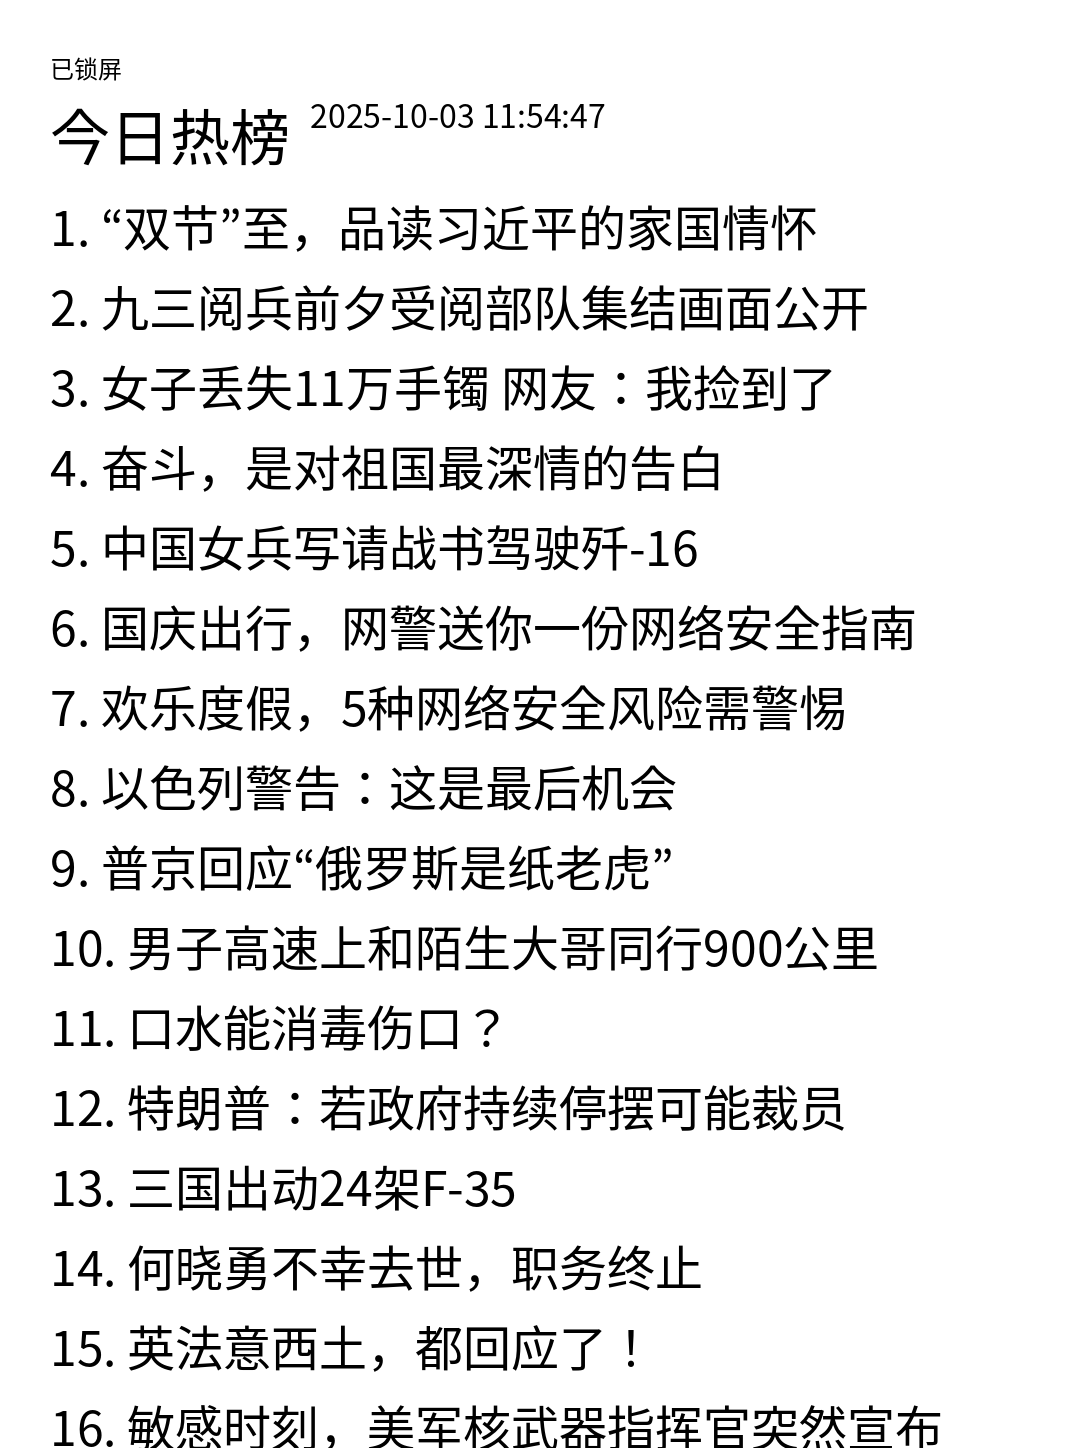 已锁屏
今日热榜 2025-10-03 11:54:47
1. “双节”至，品读习近平的家国情怀
2. 九三阅兵前夕受阅部队集结画面公开
3. 女子丢失11万手镯 网友：我捡到了
4. 奋斗，是对祖国最深情的告白
5. 中国女兵写请战书驾驶歼-16
6. 国庆出行，网警送你一份网络安全指南
7. 欢乐度假，5种网络安全风险需警惕
8. 以色列警告：这是最后机会
9. 普京回应“俄罗斯是纸老虎”
10. 男子高速上和陌生大哥同行900公里
11. 口水能消毒伤口？
12. 特朗普：若政府持续停摆可能裁员
13. 三国出动24架F-35
14. 何晓勇不幸去世，职务终止
15. 英法意西土，都回应了！
16. 敏感时刻，美军核武器指挥官突然宣布